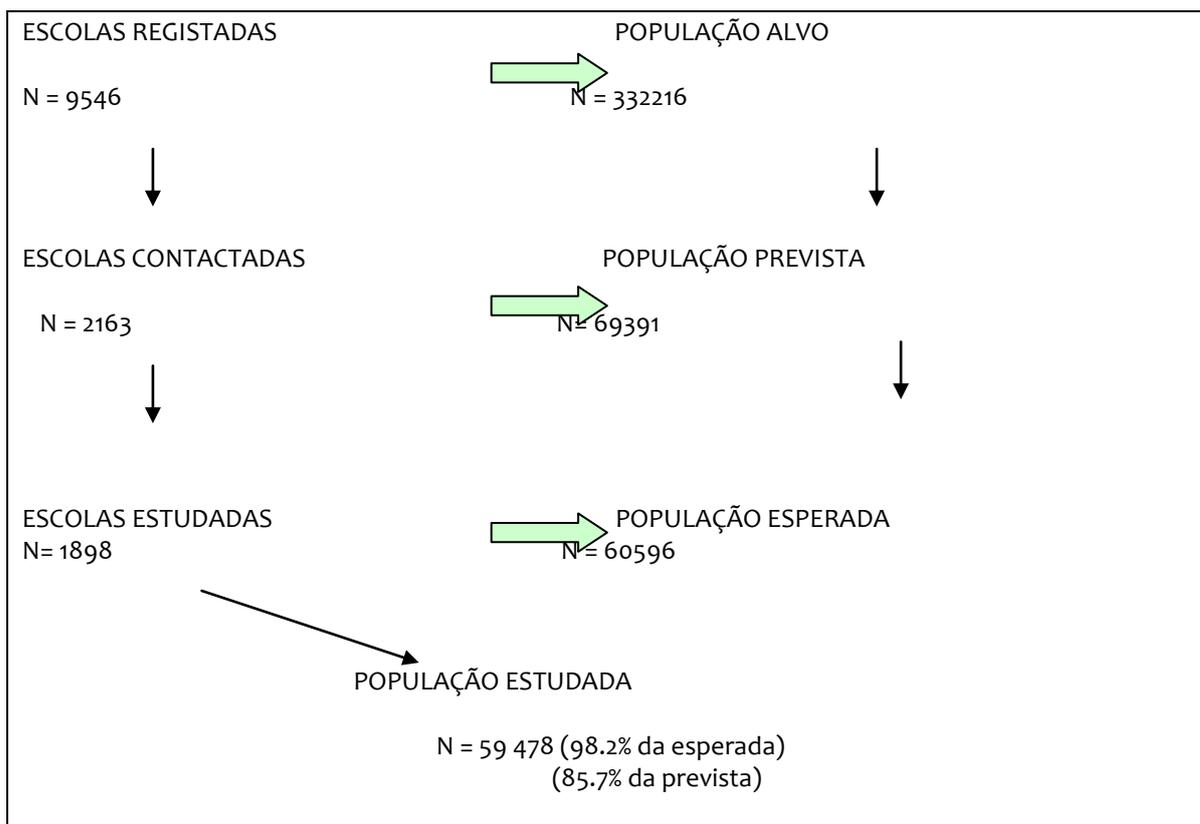 ESCOLAS REGISTADAS
POPULAÇÃO ALVO
N = 9546
N = 332216
ESCOLAS CONTACTADAS
POPULAÇÃO PREVISTA
N = 2163
N= 69391
ESCOLAS ESTUDADAS
POPULAÇÃO ESPERADA
N= 1898
N = 60596
POPULAÇÃO ESTUDADA
N = 59 478 (98.2% da esperada)
(85.7% da prevista)